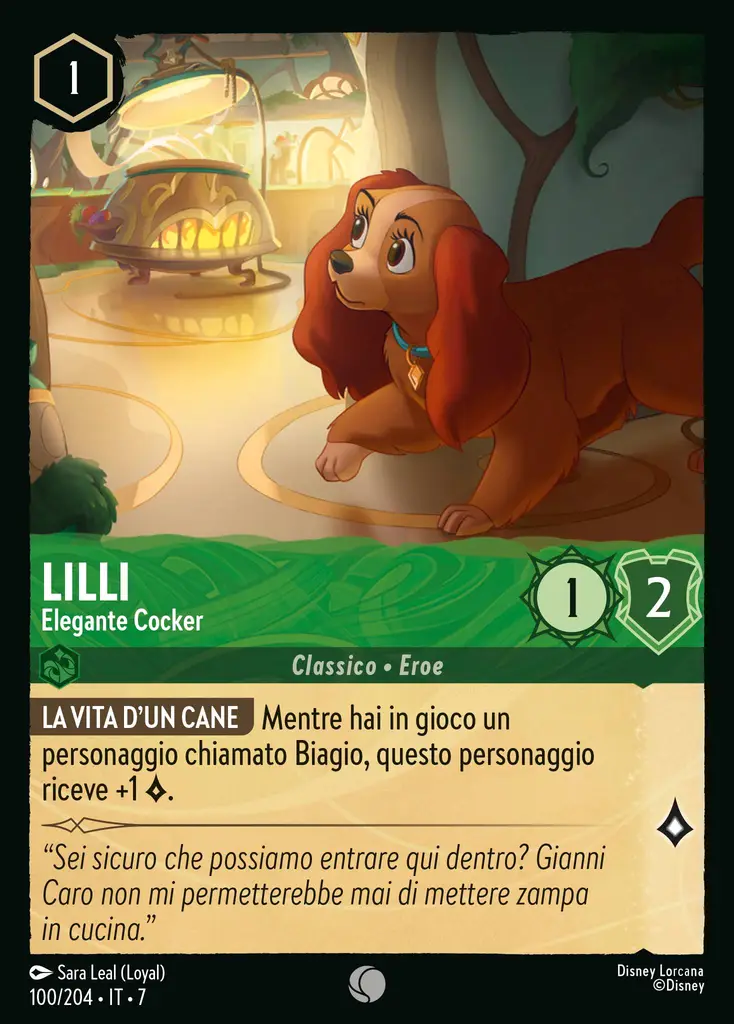 1
LILLI
Elegante Cocker
1
2
Classico • Eroe
LA VITA D'UN CANE Mentre hai in gioco un
personaggio chiamato Biagio, questo personaggio
riceve +1 .
“Sei sicuro che possiamo entrare qui dentro? Gianni
Caro non mi permetterebbe mai di mettere zampa
in cucina.”
Sara Leal (Loyal)
100/204 • IT • 7
Disney Lorcana
©Disney